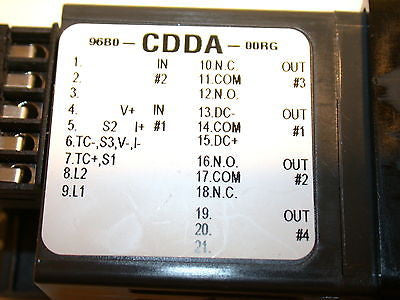 96B0- CDDA -00RG
1. IN 10.N.C. OUT
2. #2 11.COM #3
3. 12.N.O.
4. V+ IN 13.DC- OUT
5. S2 I+ #1 14.COM #1
6.TC-,S3,V-,I- 15.DC+
7.TC+,S1 16.N.O. OUT
8.L2 17.COM #2
9.L1 18.N.C.
19. OUT
20. #4
21.